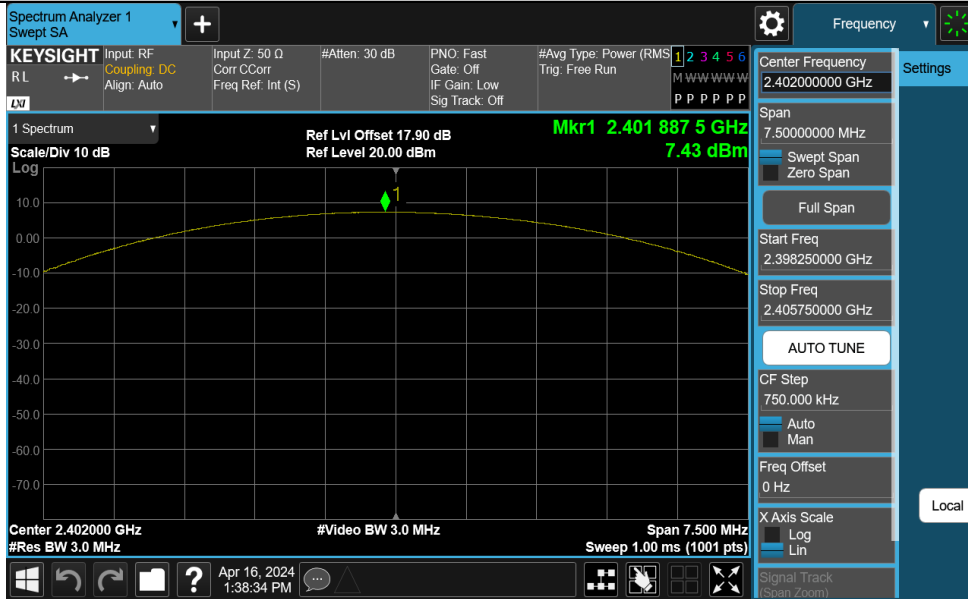 Spectrum Analyzer 1
Swept SA
+
Frequency
KEYSIGHT
R L
LXI
Input: RF
Coupling: DC
Align: Auto
Input Z: 50 Ω
Corr CCorr
Freq Ref: Int (S)
#Atten: 30 dB
PNO: Fast
Gate: Off
IF Gain: Low
Sig Track: Off
#Avg Type: Power (RMS
Trig: Free Run
1 2 3 4 5 6
M W W W W W
P P P P P P
1 Spectrum
Scale/Div 10 dB
Log
Ref Lvl Offset 17.90 dB
Ref Level 20.00 dBm
Mkr1 2.401 887 5 GHz
7.43 dBm
1
10.0
0.00
-10.0
-20.0
-30.0
-40.0
-50.0
-60.0
-70.0
Center 2.402000 GHz
#Res BW 3.0 MHz
#Video BW 3.0 MHz
Span 7.500 MHz
Sweep 1.00 ms (1001 pts)
?
Apr 16, 2024
1:38:34 PM
Center Frequency
2.402000000 GHz
Span
7.50000000 MHz
Swept Span
Zero Span
Full Span
Start Freq
2.398250000 GHz
Stop Freq
2.405750000 GHz
AUTO TUNE
CF Step
750.000 kHz
Auto
Man
Freq Offset
0 Hz
X Axis Scale
Log
Lin
Signal Track
(Span Zoom)
Settings
Local